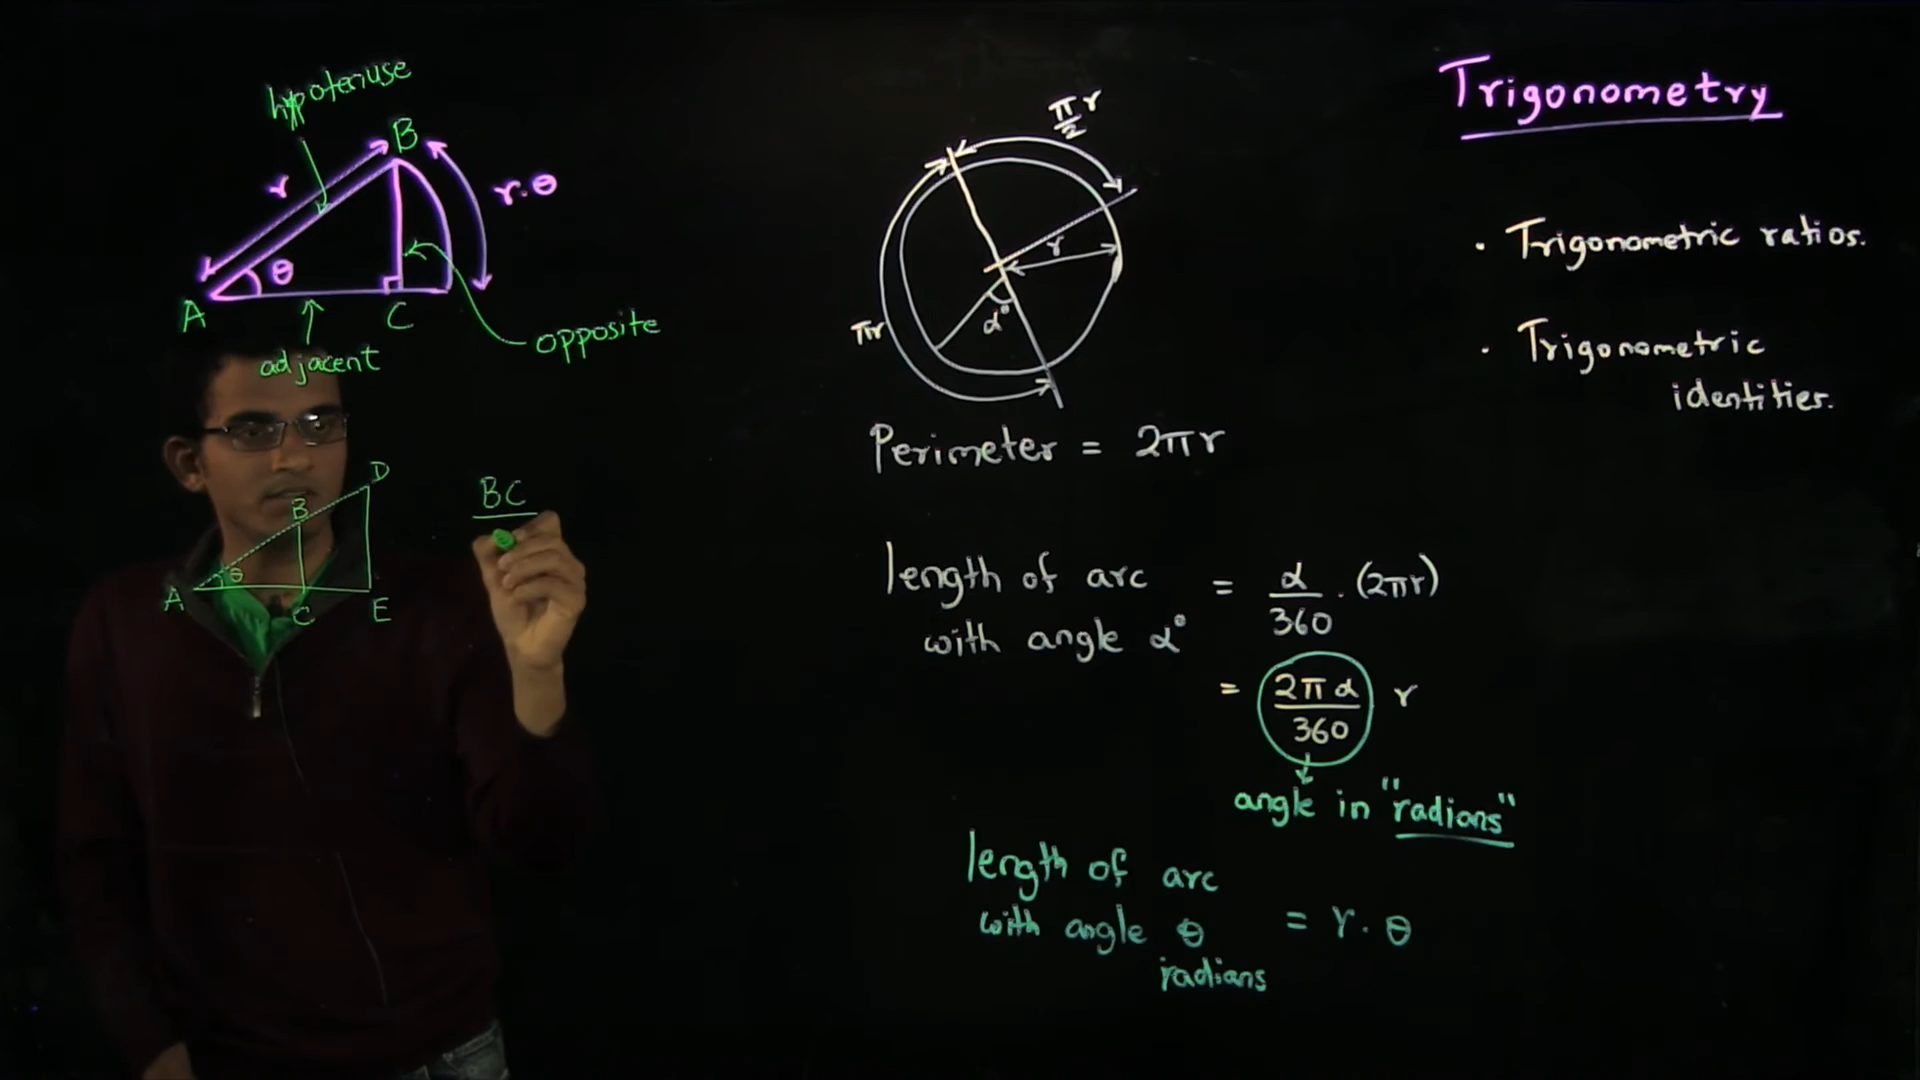 Trigonometry
· Trigonometric ratios.
· Trigonometric
identities.
hypotenuse
B
r
r.θ
θ
A
C
adjacent
opposite
D
B
θ
A
C
E
BC
π/2 r
r
α°
πr
Perimeter = 2πr
length of arc
with angle α°
= α/360 . (2πr)
= 2πα/360 r
angle in "radians"
length of arc
with angle θ
radians
= r. θ